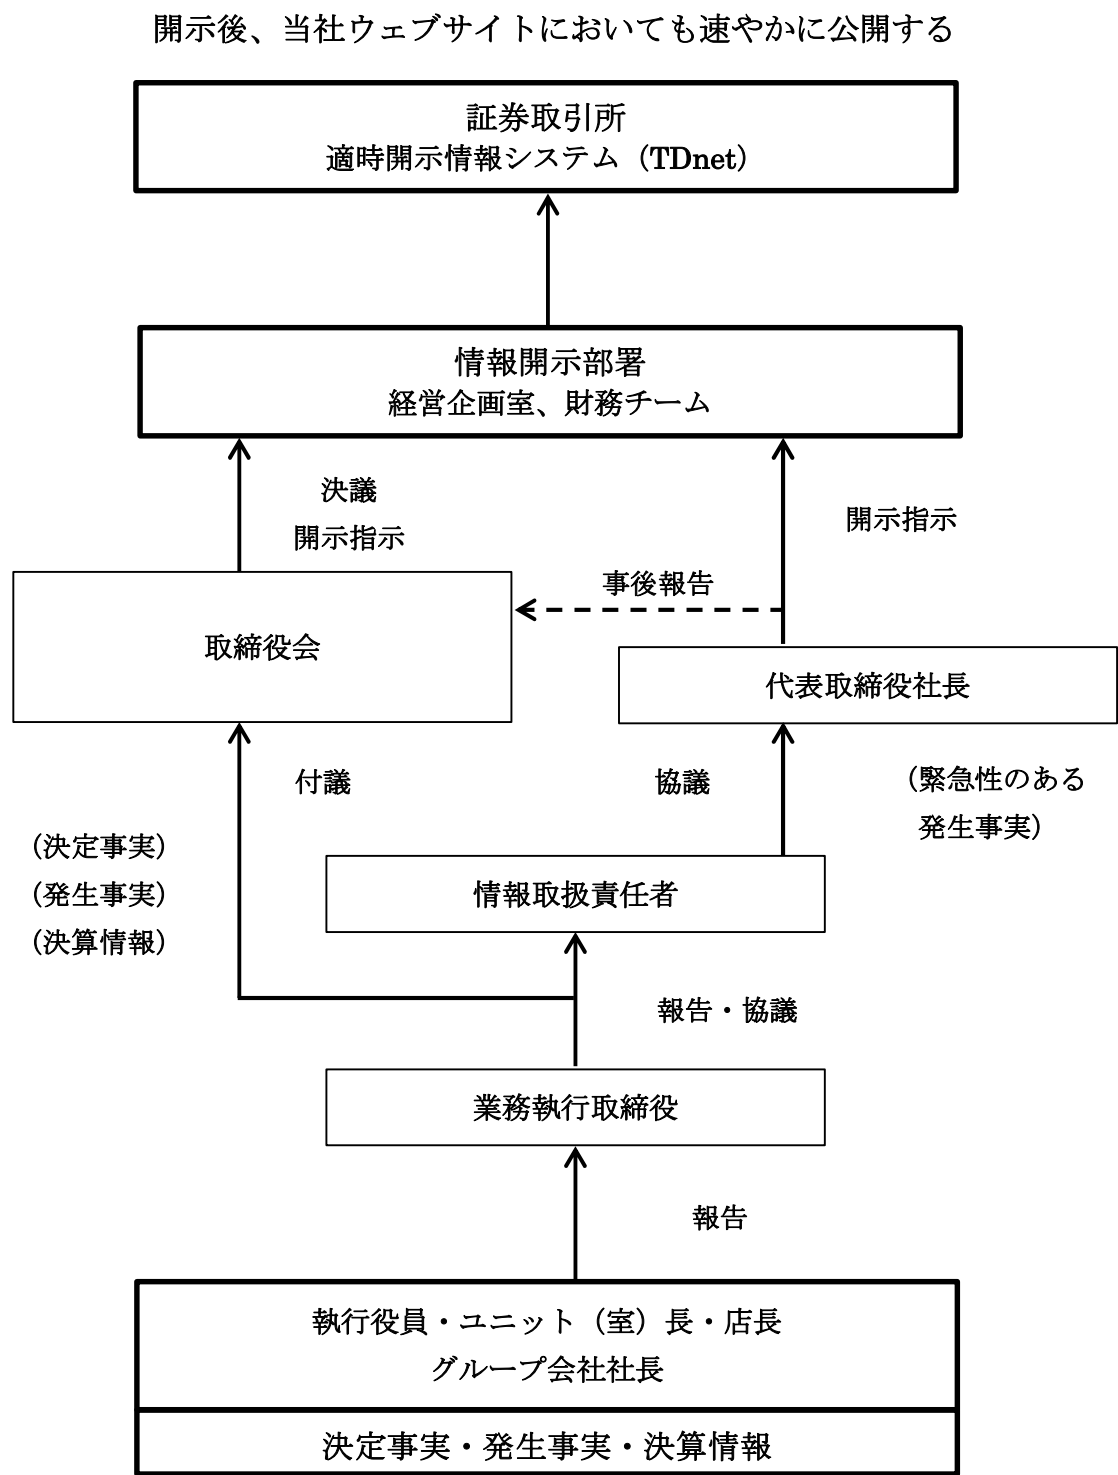 開示後、当社ウェブサイトにおいても速やかに公開する
証券取引所
適時開示情報システム（TDnet）
情報開示部署
経営企画室、財務チーム
決議
開示指示
開示指示
事後報告
取締役会
代表取締役社長
付議
協議
（緊急性のある
発生事実）
（決定事実）
（発生事実）
（決算情報）
情報取扱責任者
報告・協議
業務執行取締役
報告
執行役員・ユニット（室）長・店長
グループ会社社長
決定事実・発生事実・決算情報